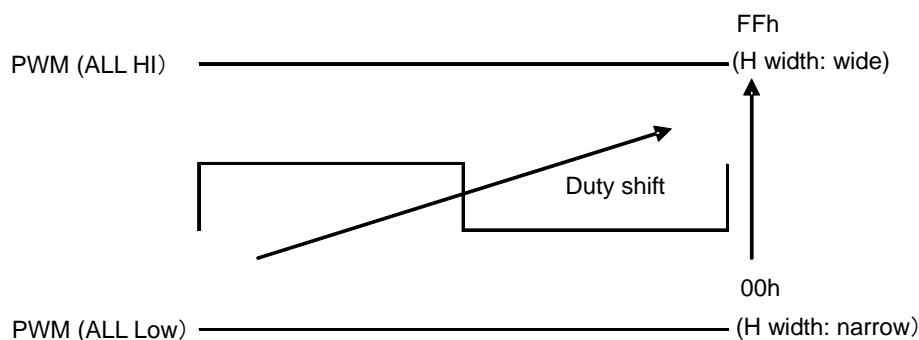 FFh
PWM (ALL HI） (H width: wide)
Duty shift
00h
PWM (ALL Low） (H width: narrow）